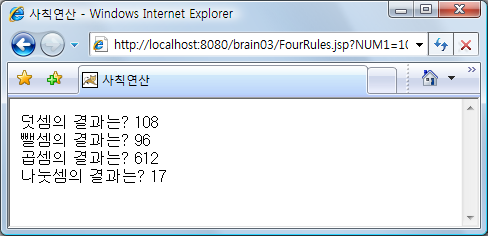 사칙연산 - Windows Internet Explorer
http://localhost:8080/brain03/FourRules.jsp?NUM1=10
사칙연산
덧셈의 결과는? 108
뺄셈의 결과는? 96
곱셈의 결과는? 612
나눗셈의 결과는? 17